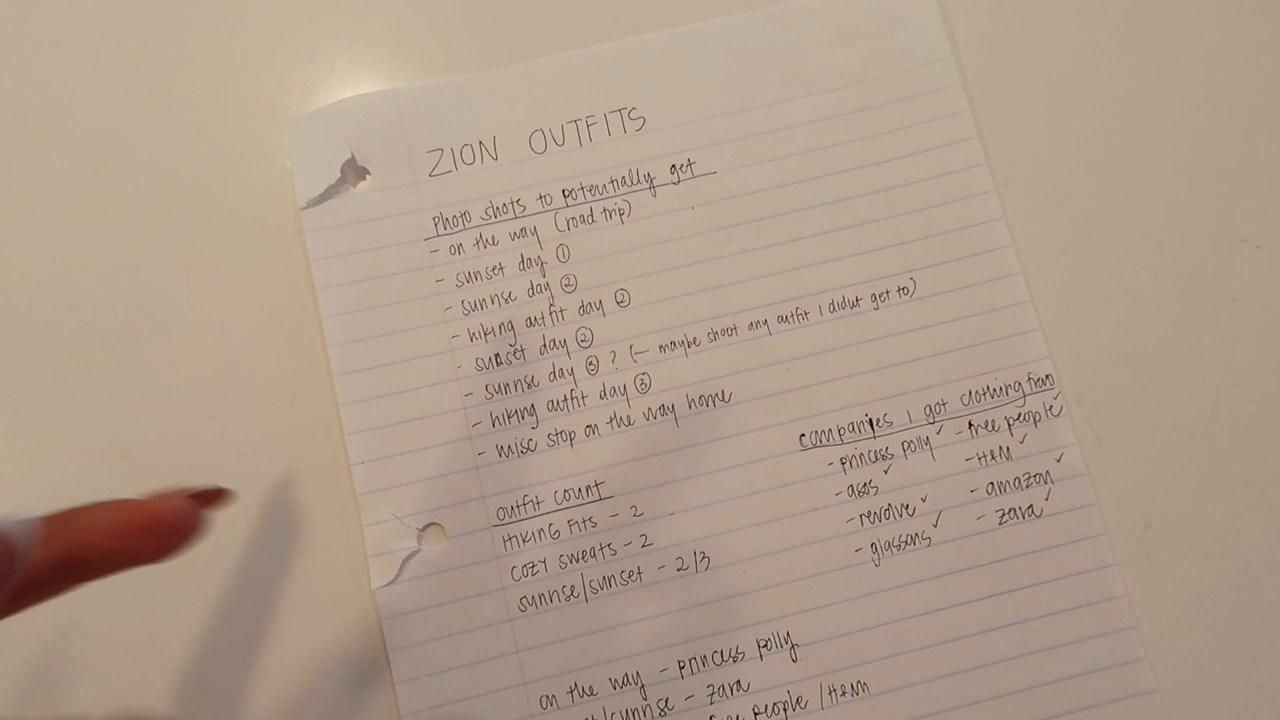 ZION OUTFITS
photo shots to potentially get
- on the way (road trip)
- sunset day ①
- sunrise day ②
- hiking outfit day ②
- sunset day ②
- sunrise day ③ ? (← maybe shoot any outfit i didn't get to)
- hiking outfit day ③
- misc stop on the way home
outfit count
HIKING FITS - 2
COZY SWEATS - 2
sunrise/sunset - 2/3
companies i got clothing from
- princess polly ✓
- asos ✓
- revolve ✓
- glassons ✓
- free people ✓
- H&M ✓
- amazon ✓
- zara ✓
on the way - princess polly
/sunrise - zara
people / H&M